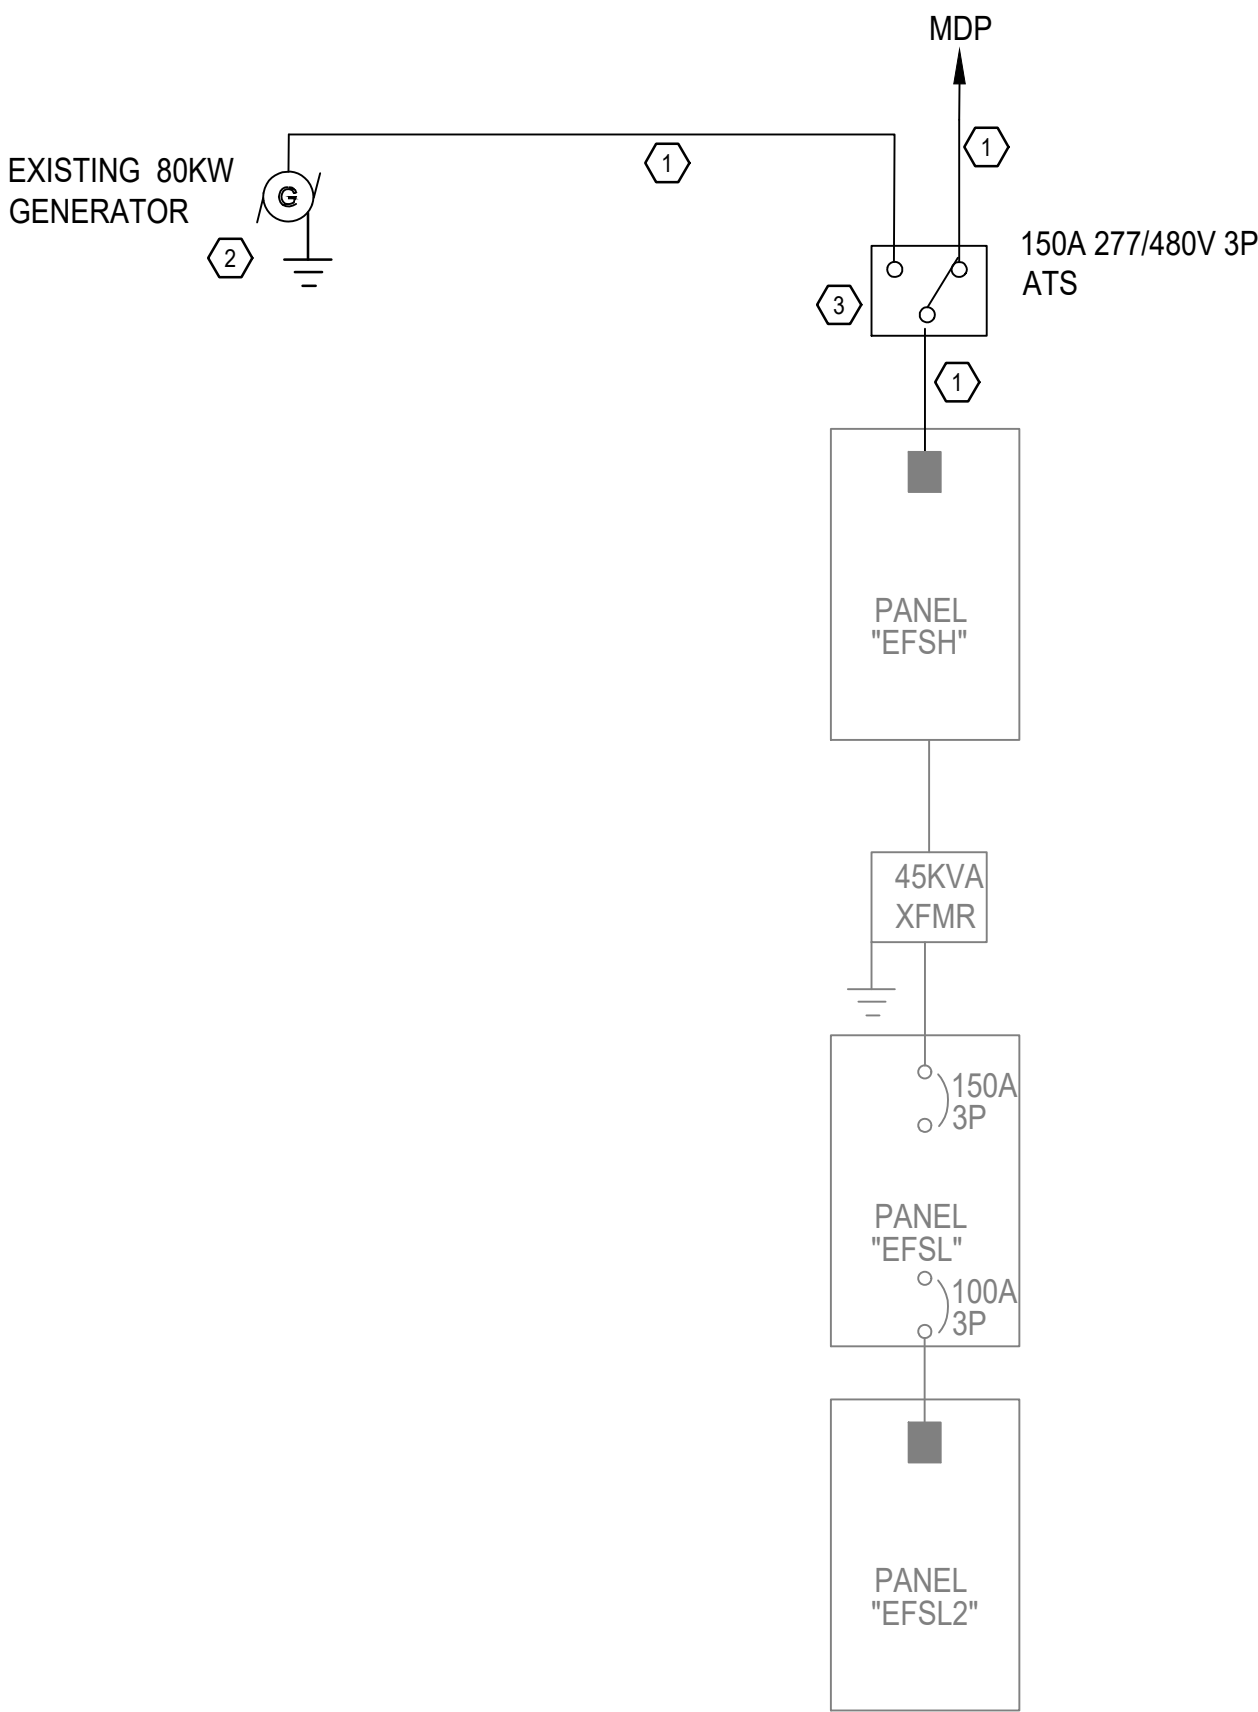 MDP
1
1
EXISTING 80KW
GENERATOR
G
2
150A 277/480V 3P
ATS
3
1
PANEL
"EFSH"
45KVA
XFMR
150A
3P
PANEL
"EFSL"
100A
3P
PANEL
"EFSL2"